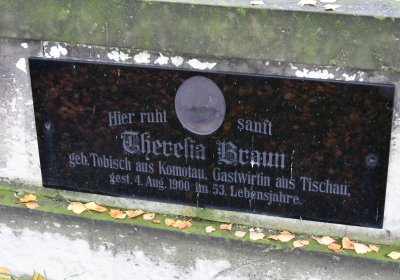 Hier ruht sanft
Theresia Braun
geb. Tobisch aus Komotau, Gastwirtin aus Tischau,
gest. 4. Aug. 1900 im 53. Lebensjahre.